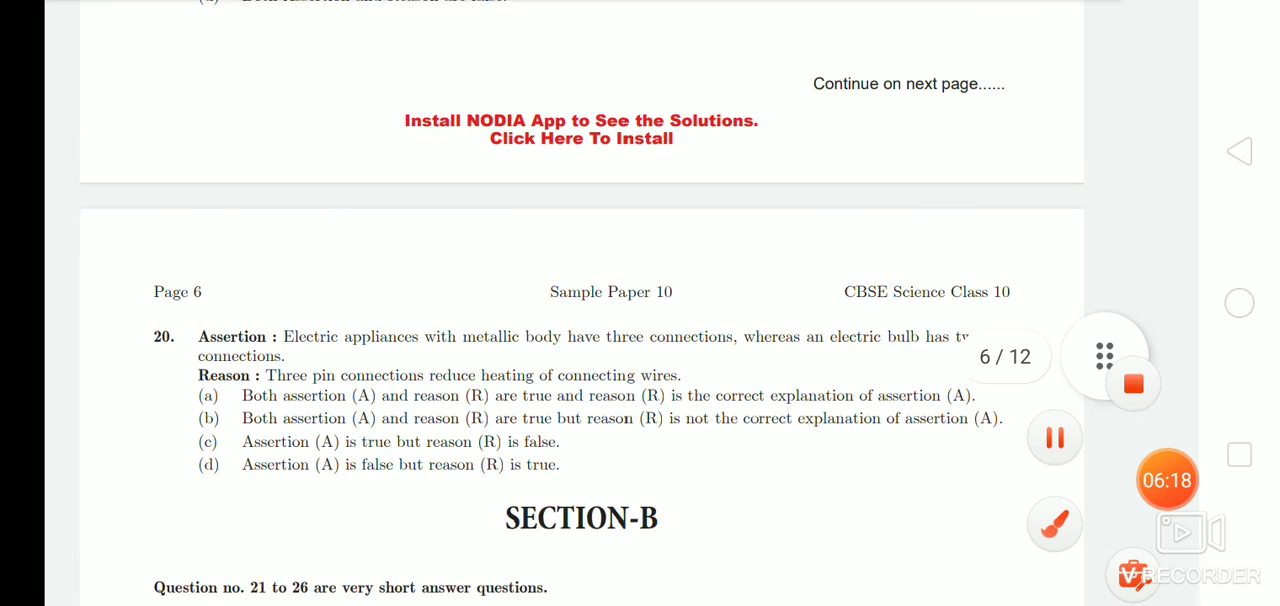 Continue on next page......
Install NODIA App to See the Solutions.
Click Here To Install
Page 6
Sample Paper 10
CBSE Science Class 10
20. Assertion : Electric appliances with metallic body have three connections, whereas an electric bulb has
connections.
Reason : Three pin connections reduce heating of connecting wires.
(a) Both assertion (A) and reason (R) are true and reason (R) is the correct explanation of assertion (A).
(b) Both assertion (A) and reason (R) are true but reason (R) is not the correct explanation of assertion (A).
(c) Assertion (A) is true but reason (R) is false.
(d) Assertion (A) is false but reason (R) is true.
6 / 12
06:18
SECTION-B
V RECORDER
Question no. 21 to 26 are very short answer questions.